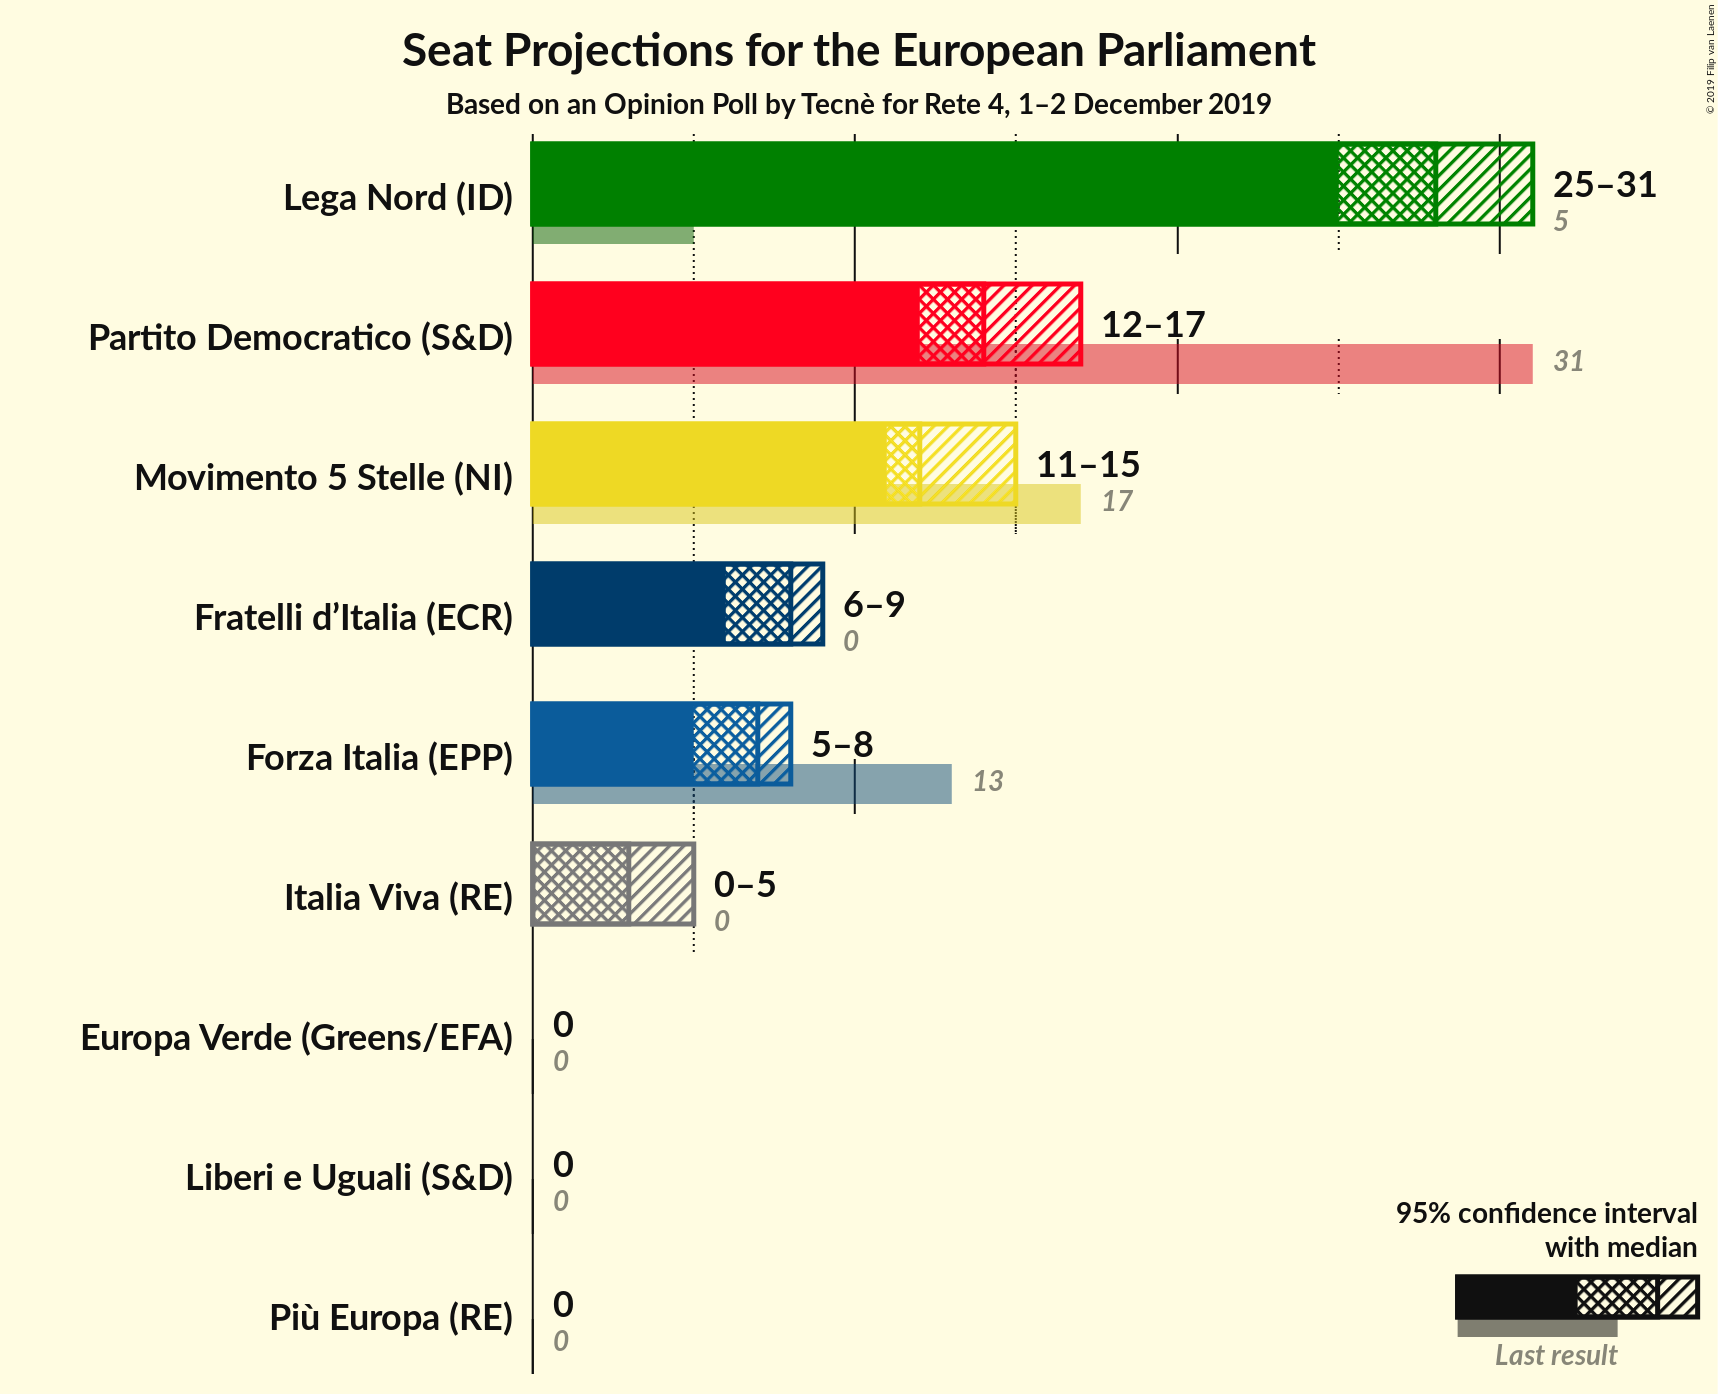 Seat Projections for the European Parliament
Based on an Opinion Poll by Tecnè for Rete 4, 1–2 December 2019
© 2019 Filip van Laenen
Lega Nord (ID)
25–31
5
Partito Democratico (S&D)
12–17
31
Movimento 5 Stelle (NI)
11–15
17
Fratelli d’Italia (ECR)
6–9
0
Forza Italia (EPP)
5–8
13
Italia Viva (RE)
0–5
0
Europa Verde (Greens/EFA)
0
0
Liberi e Uguali (S&D)
0
0
Più Europa (RE)
0
0
95% confidence interval
with median
Last result